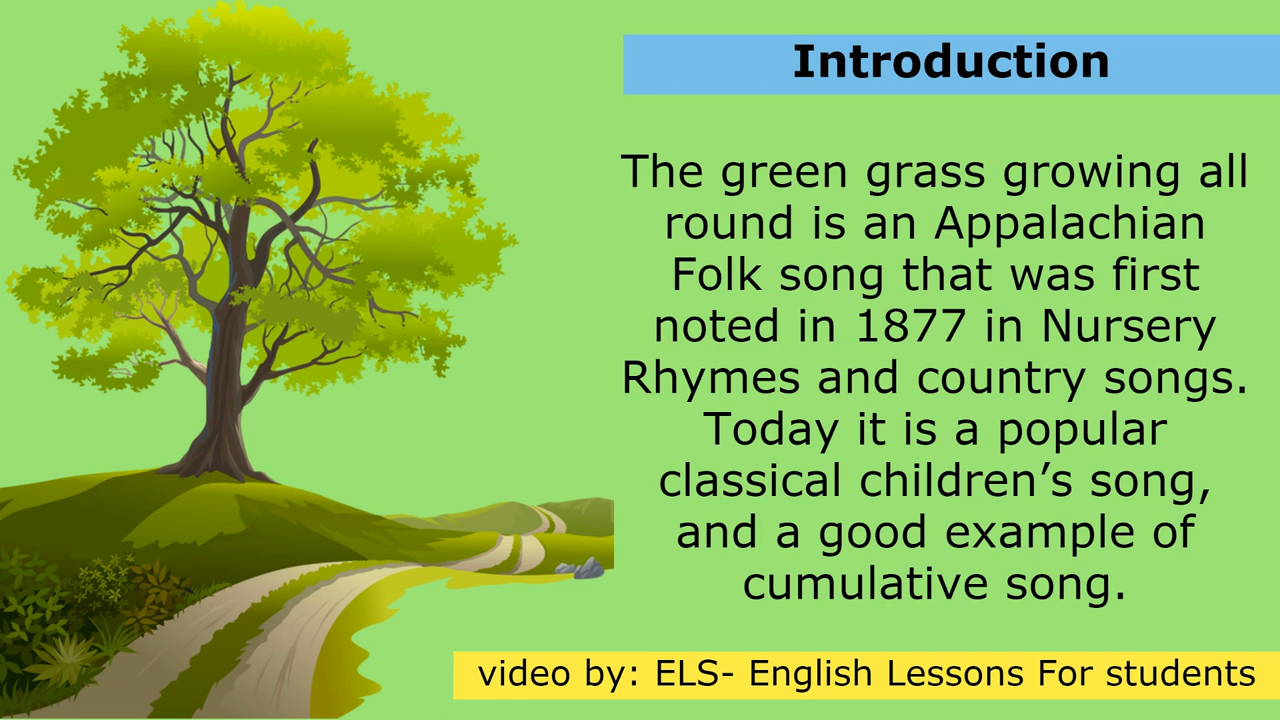 Introduction
The green grass growing all
round is an Appalachian
Folk song that was first
noted in 1877 in Nursery
Rhymes and country songs.
Today it is a popular
classical children’s song,
and a good example of
cumulative song.
video by: ELS- English Lessons For students